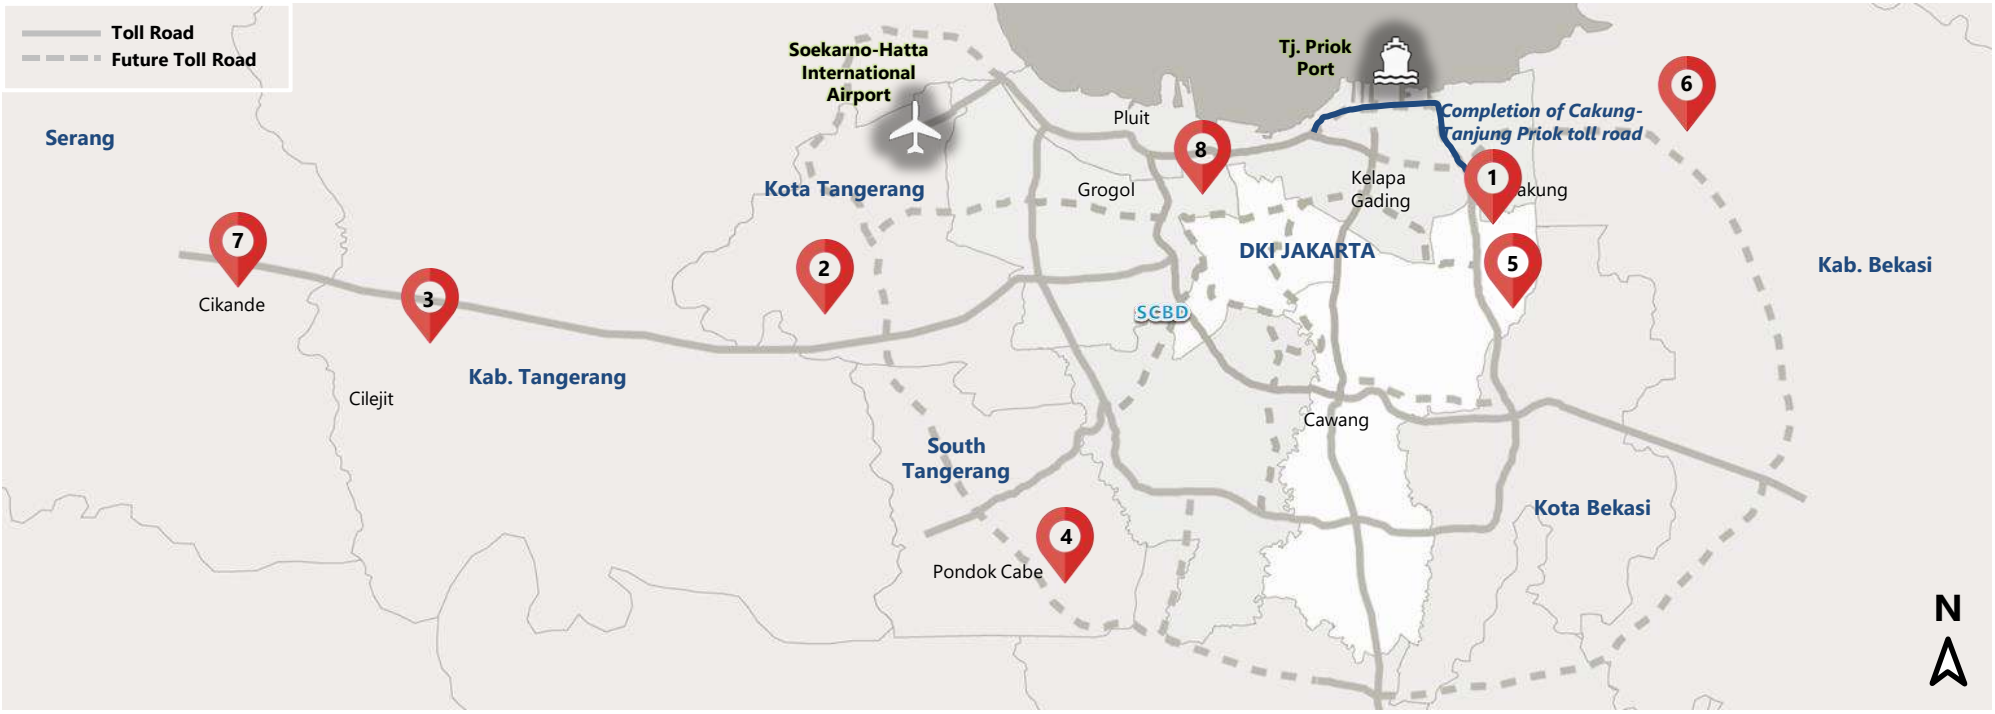 Toll Road
Future Toll Road
Soekarno-Hatta
International
Airport
Tj. Priok
Port
6
Completion of Cakung-
Tanjung Priok toll road
Pluit
Serang
8
Kota Tangerang
Grogol
Kelapa
Gading
1
akung
7
2
DKI JAKARTA
5
Kab. Bekasi
Cikande
3
SCBD
Kab. Tangerang
Cilejit
Cawang
South
Tangerang
Kota Bekasi
4
Pondok Cabe
N